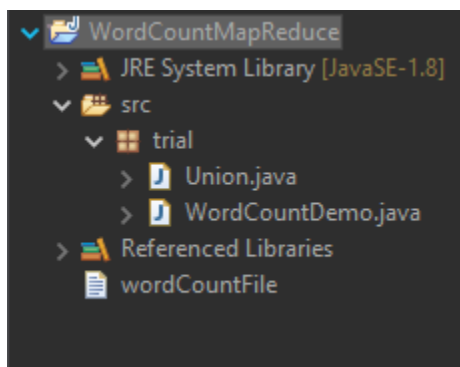 WordCountMapReduce
JRE System Library [JavaSE-1.8]
src
trial
Union.java
WordCountDemo.java
Referenced Libraries
wordCountFile